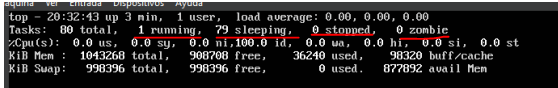 áquina Ver Entrada Dispositivos Ayuda
top - 20:32:43 up 3 min, 1 user, load average: 0.00, 0.00, 0.00
Tasks: 80 total, 1 running, 79 sleeping, 0 stopped, 0 zombie
%Cpu(s): 0.0 us, 0.0 sy, 0.0 ni,100.0 id, 0.0 wa, 0.0 hi, 0.0 si, 0.0 st
KiB Mem : 1043268 total, 908708 free, 36240 used, 98320 buff/cache
KiB Swap: 998396 total, 998396 free, 0 used. 877892 avail Mem